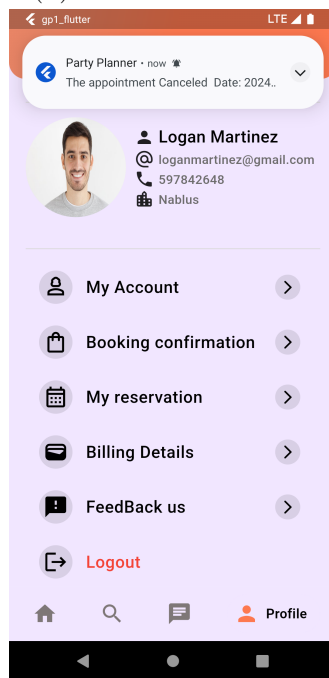 gp1_flutter
LTE
Party Planner • now
The appointment Canceled Date: 2024..
Logan Martinez
loganmartinez@gmail.com
597842648
Nablus
My Account
Booking confirmation
My reservation
Billing Details
FeedBack us
Logout
Profile